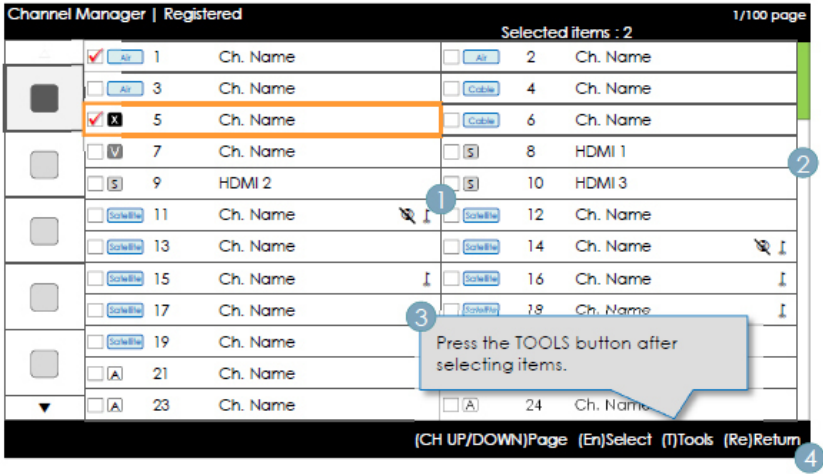 Channel Manager | Registered
1/100 page
Selected items : 2
Air 1 Ch. Name
Air 2 Ch. Name
Air 3 Ch. Name
Cable 4 Ch. Name
X 5 Ch. Name
Cable 6 Ch. Name
V 7 Ch. Name
S 8 HDMI 1
2
S 9 HDMI 2
S 10 HDMI 3
1
Satellite 11 Ch. Name
Satellite 12 Ch. Name
Satellite 13 Ch. Name
Satellite 14 Ch. Name
Satellite 15 Ch. Name
Satellite 16 Ch. Name
Satellite 17 Ch. Name
Satellite 18 Ch. Name
3
Satellite 19 Ch. Name
Press the TOOLS button after
selecting items.
A 21 Ch. Name
A 23 Ch. Name
A 24 Ch. Name
(CH UP/DOWN)Page (En)Select (T)Tools (Re)Return
4